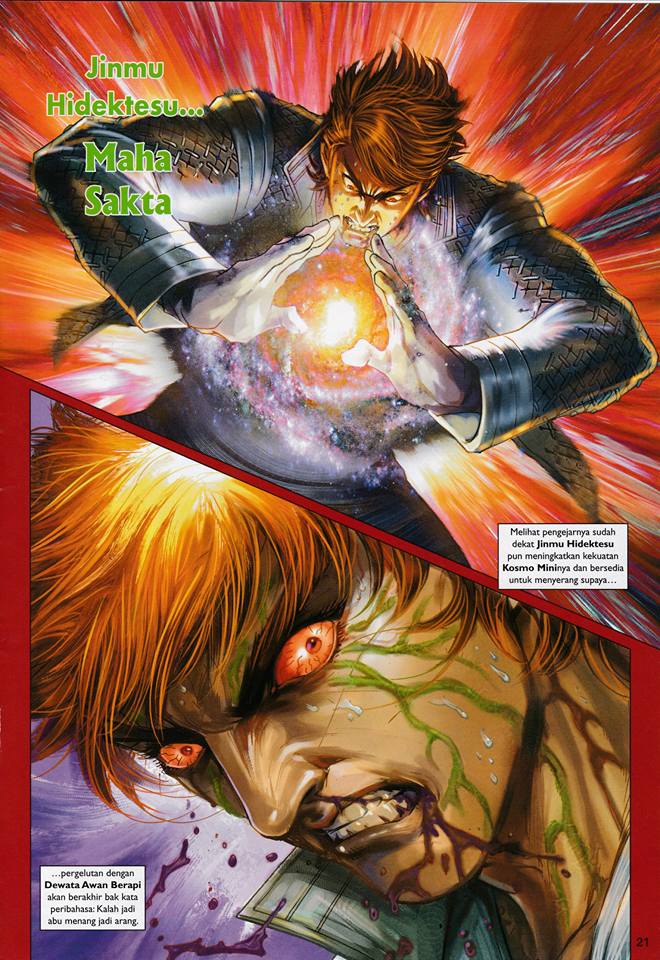 Jinmu
Hidektesu...
Maha
Sakta
Melihat pengejarnya sudah
dekat Jinmu Hidektesu
pun meningkatkan kekuatan
Kosmo Mininya dan bersedia
untuk menyerang supaya...
...pergelutan dengan
Dewata Awan Berapi
akan berakhir bak kata
peribahasa: Kalah jadi
abu menang jadi arang.
21